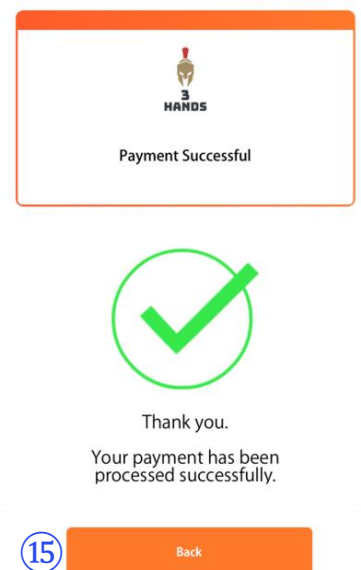 3
HANDS
Payment Successful
Thank you.
Your payment has been
processed successfully.
15 Back